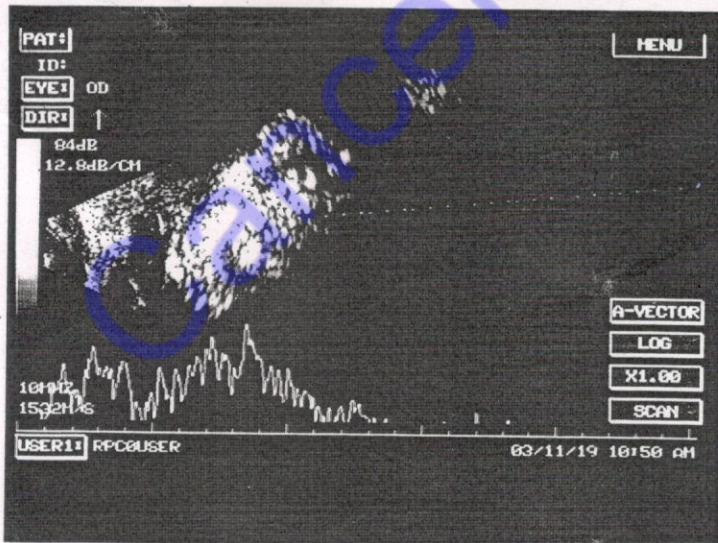 PAT:
MENU
ID:
EYE: OD
DIR: ↑
84dB
12.8dB/CM
A-VECTOR
LOG
X1.00
10MHZ
1532M/S
SCAN
USER1: RPC0USER
03/11/19 10:50 AM
Cancer